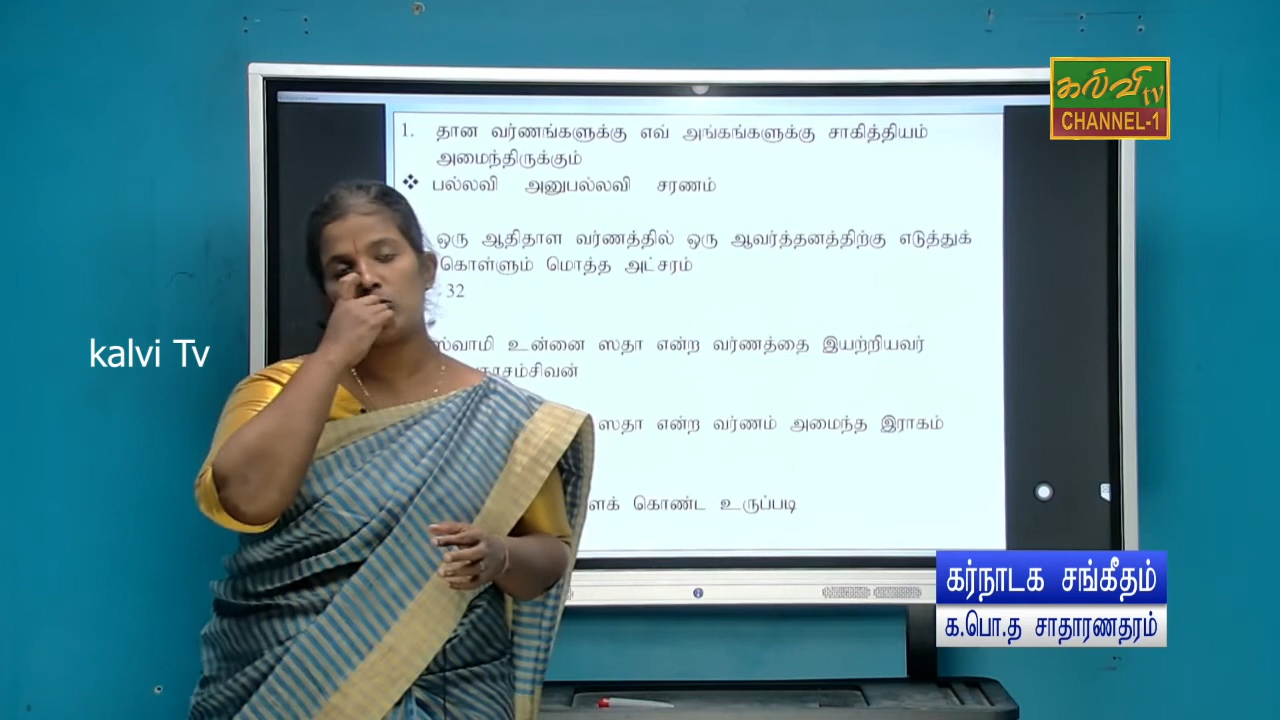 கல்வி tv
CHANNEL-1
1. தான வர்ணங்களுக்கு எவ் அங்கங்களுக்கு சாகித்தியம்
அமைந்திருக்கும்
❖ பல்லவி அனுபல்லவி சரணம்
ஒரு ஆதிதாள வர்ணத்தில் ஒரு ஆவர்த்தனத்திற்கு எடுத்துக்
கொள்ளும் மொத்த அட்சரம்
32
ஸ்வாமி உன்னை ஸதா என்ற வர்ணத்தை இயற்றியவர்
kalvi Tv
ஸதா என்ற வர்ணம் அமைந்த இராகம்
கொண்ட உருப்படி
கர்நாடக சங்கீதம்
க.பொ.த சாதாரணதரம்